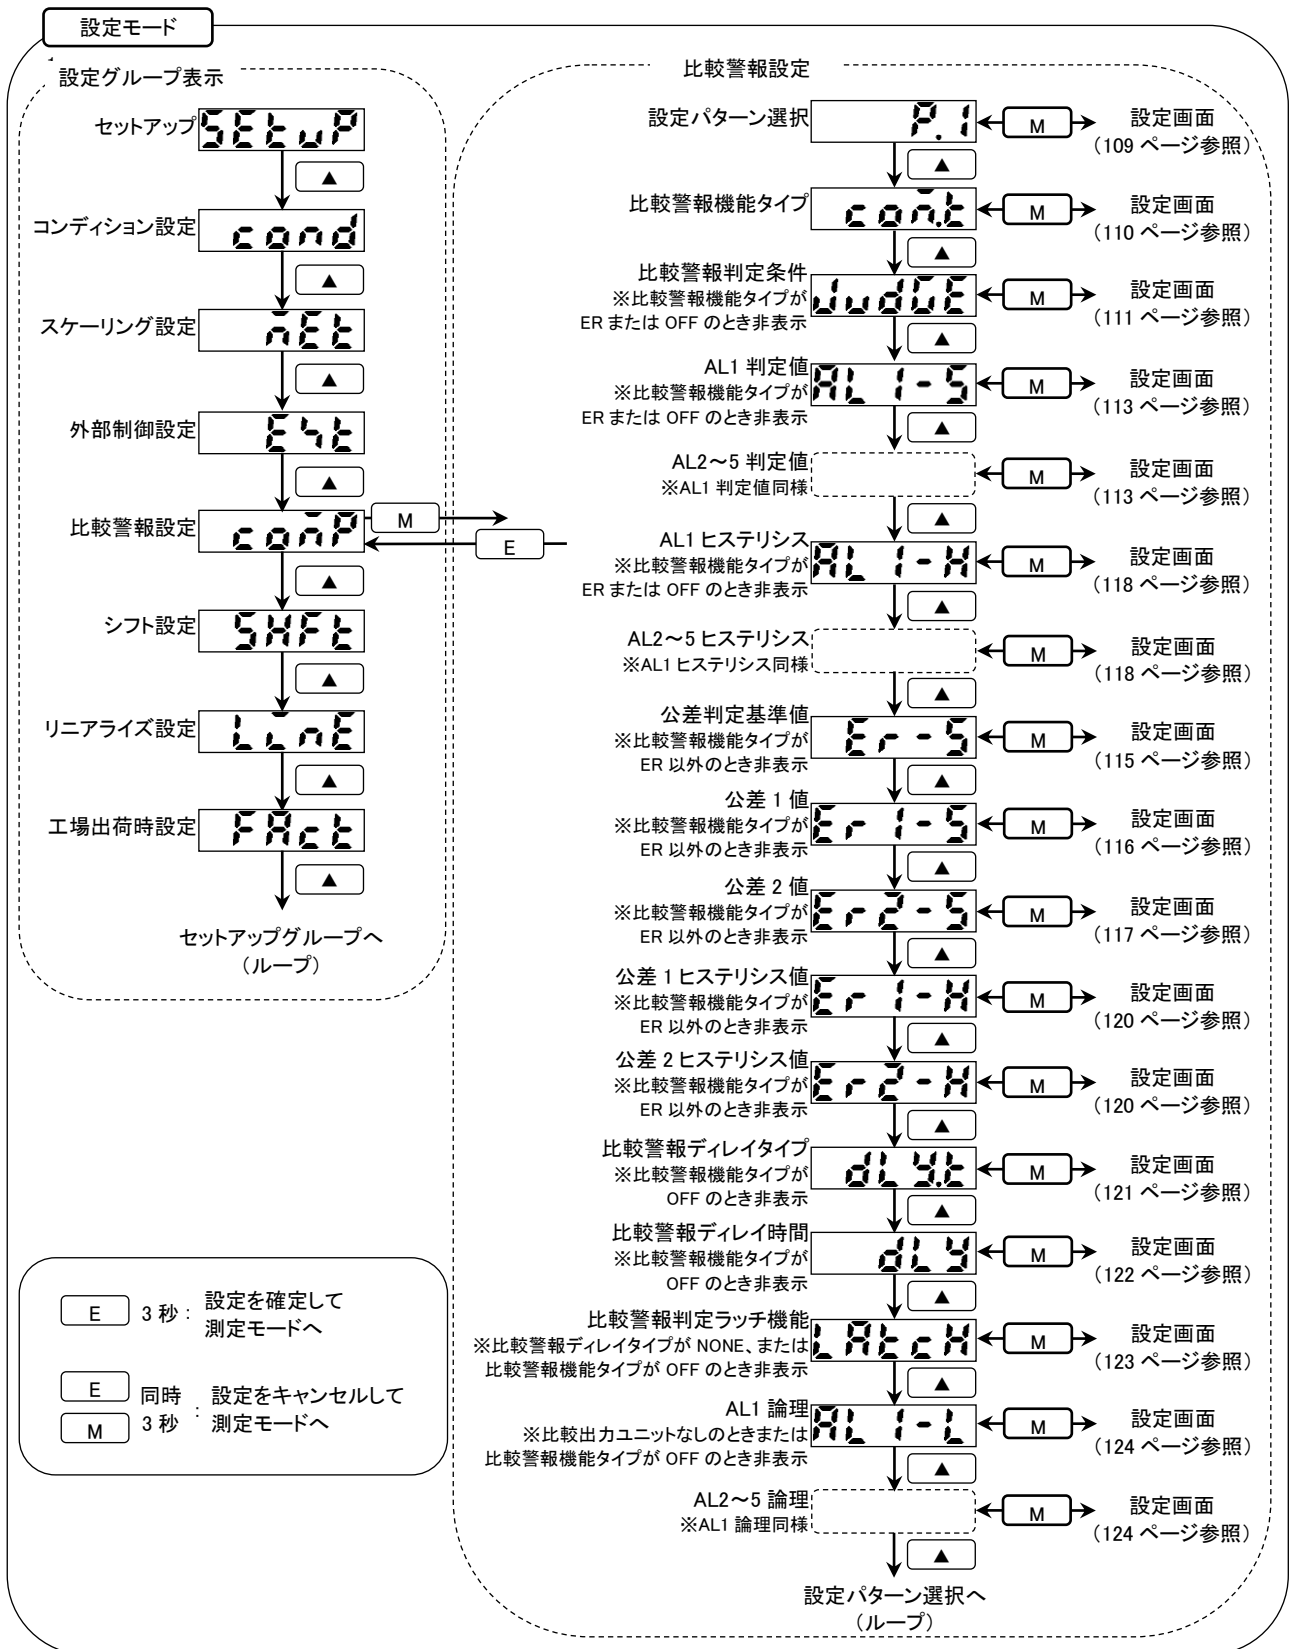 設定モード
設定グループ表示
セットアップ
SEtuP
▲
コンディション設定
cond
▲
スケーリング設定
mEt
▲
外部制御設定
▲
比較警報設定
comP
M
E
▲
シフト設定
SHFt
▲
リニアライズ設定
LinE
▲
工場出荷時設定
FAct
▲
セットアップグループへ
(ループ)
E 3 秒 : 設定を確定して
測定モードへ
E 同時 : 設定をキャンセルして
M 3 秒 測定モードへ
比較警報設定
設定パターン選択
P.1
M
設定画面
(109 ページ参照)
▲
比較警報機能タイプ
com.t
M
設定画面
(110 ページ参照)
▲
比較警報判定条件
※比較警報機能タイプが
ER または OFF のとき非表示
JudGE
M
設定画面
(111 ページ参照)
▲
AL1 判定値
※比較警報機能タイプが
ER または OFF のとき非表示
AL1-S
M
設定画面
(113 ページ参照)
▲
AL2～5 判定値
※AL1 判定値同様
M
設定画面
(113 ページ参照)
▲
AL1 ヒステリシス
※比較警報機能タイプが
ER または OFF のとき非表示
AL1-H
M
設定画面
(118 ページ参照)
▲
AL2～5 ヒステリシス
※AL1 ヒステリシス同様
M
設定画面
(118 ページ参照)
▲
公差判定基準値
※比較警報機能タイプが
ER 以外のとき非表示
Er-S
M
設定画面
(115 ページ参照)
▲
公差 1 値
※比較警報機能タイプが
ER 以外のとき非表示
Er1-S
M
設定画面
(116 ページ参照)
▲
公差 2 値
※比較警報機能タイプが
ER 以外のとき非表示
Er2-S
M
設定画面
(117 ページ参照)
▲
公差 1 ヒステリシス値
※比較警報機能タイプが
ER 以外のとき非表示
Er1-H
M
設定画面
(120 ページ参照)
▲
公差 2 ヒステリシス値
※比較警報機能タイプが
ER 以外のとき非表示
Er2-H
M
設定画面
(120 ページ参照)
▲
比較警報ディレイタイプ
※比較警報機能タイプが
OFF のとき非表示
dLY.t
M
設定画面
(121 ページ参照)
▲
比較警報ディレイ時間
※比較警報機能タイプが
OFF のとき非表示
dLY
M
設定画面
(122 ページ参照)
▲
比較警報判定ラッチ機能
※比較警報ディレイタイプが NONE、または
比較警報機能タイプが OFF のとき非表示
LAtcH
M
設定画面
(123 ページ参照)
▲
AL1 論理
※比較出力ユニットなしのときまたは
比較警報機能タイプが OFF のとき非表示
AL1-L
M
設定画面
(124 ページ参照)
▲
AL2～5 論理
※AL1 論理同様
M
設定画面
(124 ページ参照)
▲
設定パターン選択へ
(ループ)